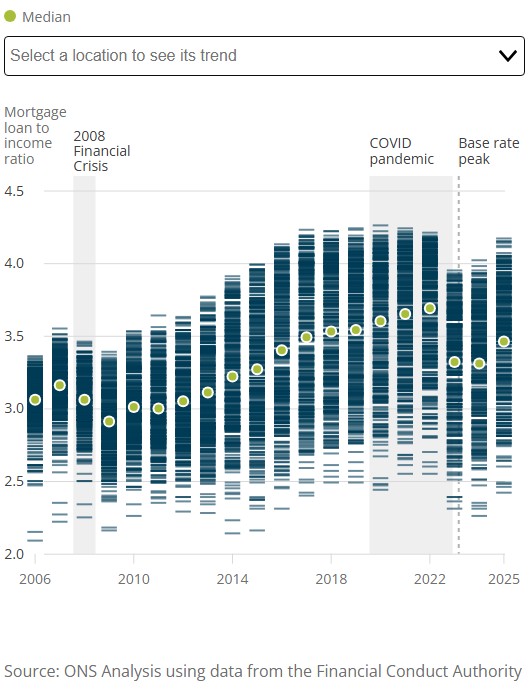 Median
Select a location to see its trend
Mortgage
loan to
income
ratio
2008
Financial
Crisis
COVID
pandemic
Base rate
peak
4.5
4.0
3.5
3.0
2.5
2.0
2006
2010
2014
2018
2022
2025
Source: ONS Analysis using data from the Financial Conduct Authority